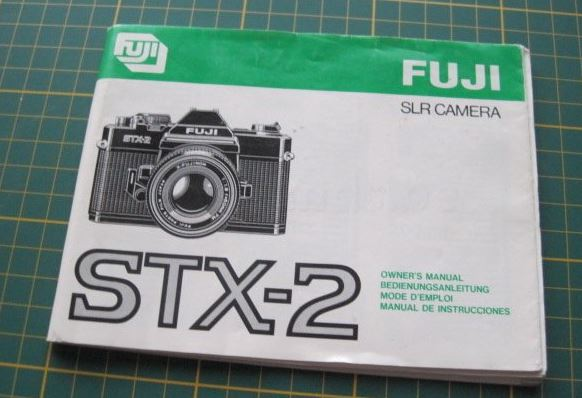 FUJI
FUJI
SLR CAMERA
FUJI
STX-2
STX-2
OWNER'S MANUAL
BEDIENUNGSANLEITUNG
MODE D'EMPLOI
MANUAL DE INSTRUCCIONES